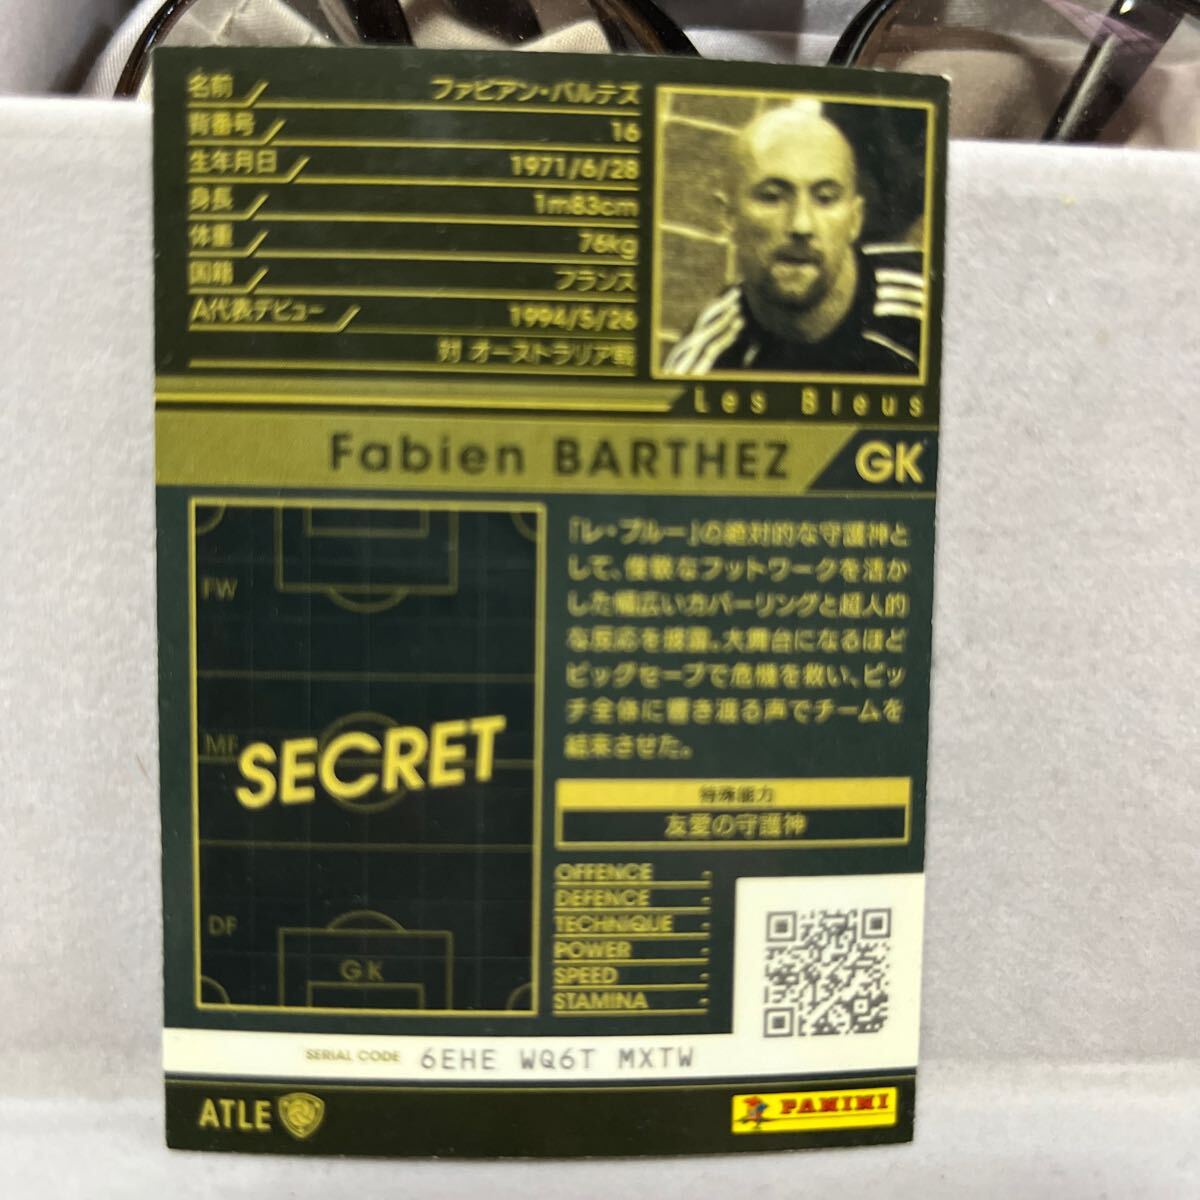 名前 ファビアン・バルテズ
背番号 16
生年月日 1971/6/28
身長 1m83cm
体重 76kg
国籍 フランス
A代表デビュー 1994/5/26
対 オーストラリア戦
Les Bleus
Fabien BARTHEZ GK
FW
MF
SECRET
DF
GK
「レ・ブルー」の絶対的な守護神と
して、俊敏なフットワークを活か
した幅広いカバーリングと超人的
な反応を披露。大舞台になるほど
ビッグセーブで危機を救い、ピッ
チ全体に響き渡る声でチームを
結束させた。
特殊能力
友愛の守護神
OFFENCE -
DEFENCE -
TECHNIQUE -
POWER -
SPEED -
STAMINA -
SERIAL CODE 6EHE WQ6T MXTW
ATLE
PANINI